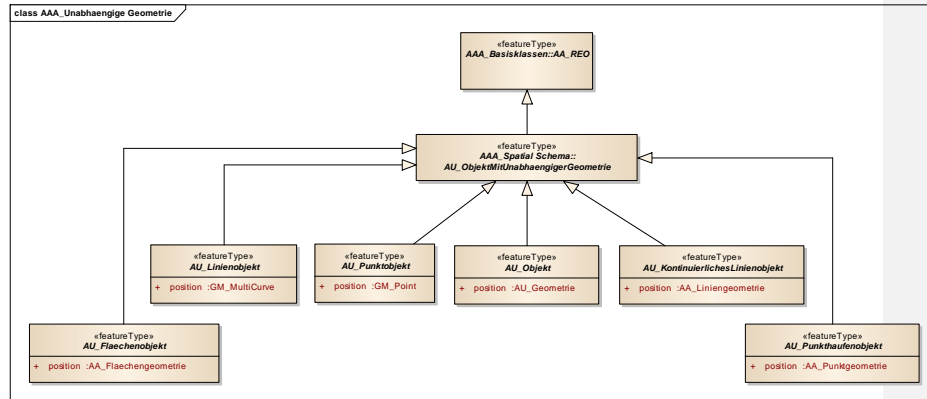 class AAA_Unabhaengige Geometrie
«featureType»
AAA_Basisklassen::AA_REO
«featureType»
AAA_Spatial Schema::
AU_ObjektMitUnabhaengigerGeometrie
«featureType»
AU_Linienobjekt
+ position :GM_MultiCurve
«featureType»
AU_Punktobjekt
+ position :GM_Point
«featureType»
AU_Objekt
+ position :AU_Geometrie
«featureType»
AU_KontinuierlichesLinienobjekt
+ position :AA_Liniengeometrie
«featureType»
AU_Flaechenobjekt
+ position :AA_Flaechengeometrie
«featureType»
AU_Punkthaufenobjekt
+ position :AA_Punktgeometrie